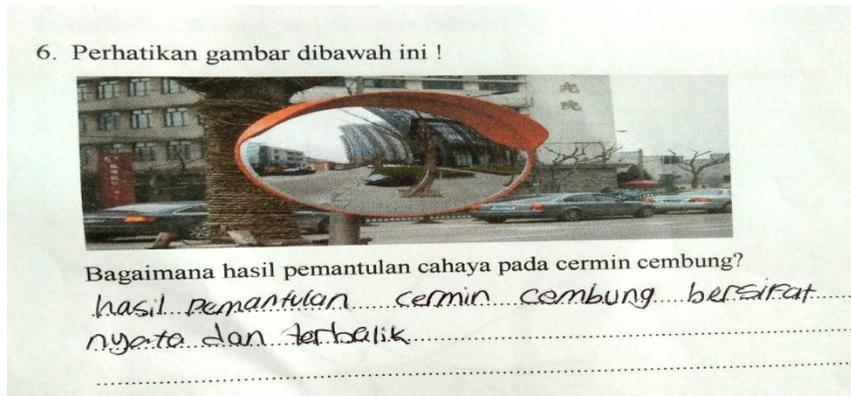 6. Perhatikan gambar dibawah ini !
Bagaimana hasil pemantulan cahaya pada cermin cembung?
hasil pemantulan cermin cembung bersifat
nyata dan terbalik